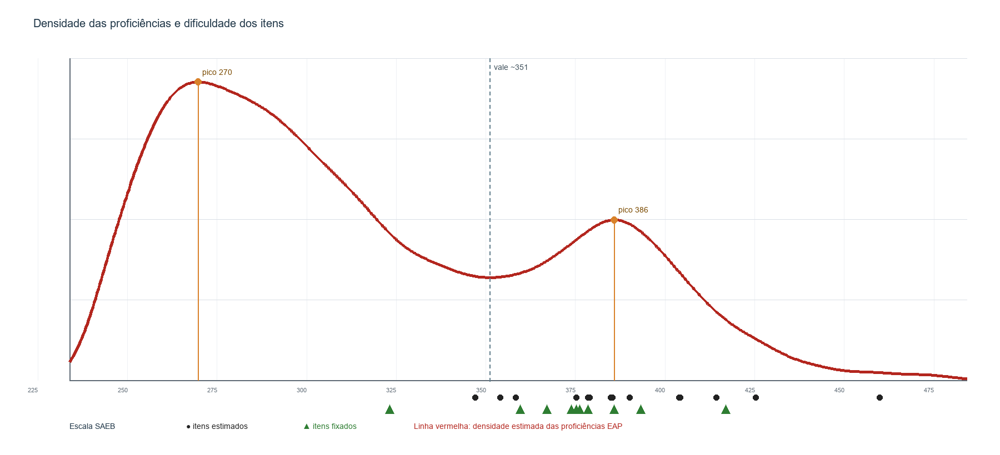 Densidade das proficiências e dificuldade dos itens
pico 270
vale ~351
pico 386
225 250 275 300 325 350 375 400 425 450 475
Escala SAEB ● itens estimados ▲ itens fixados Linha vermelha: densidade estimada das proficiências EAP